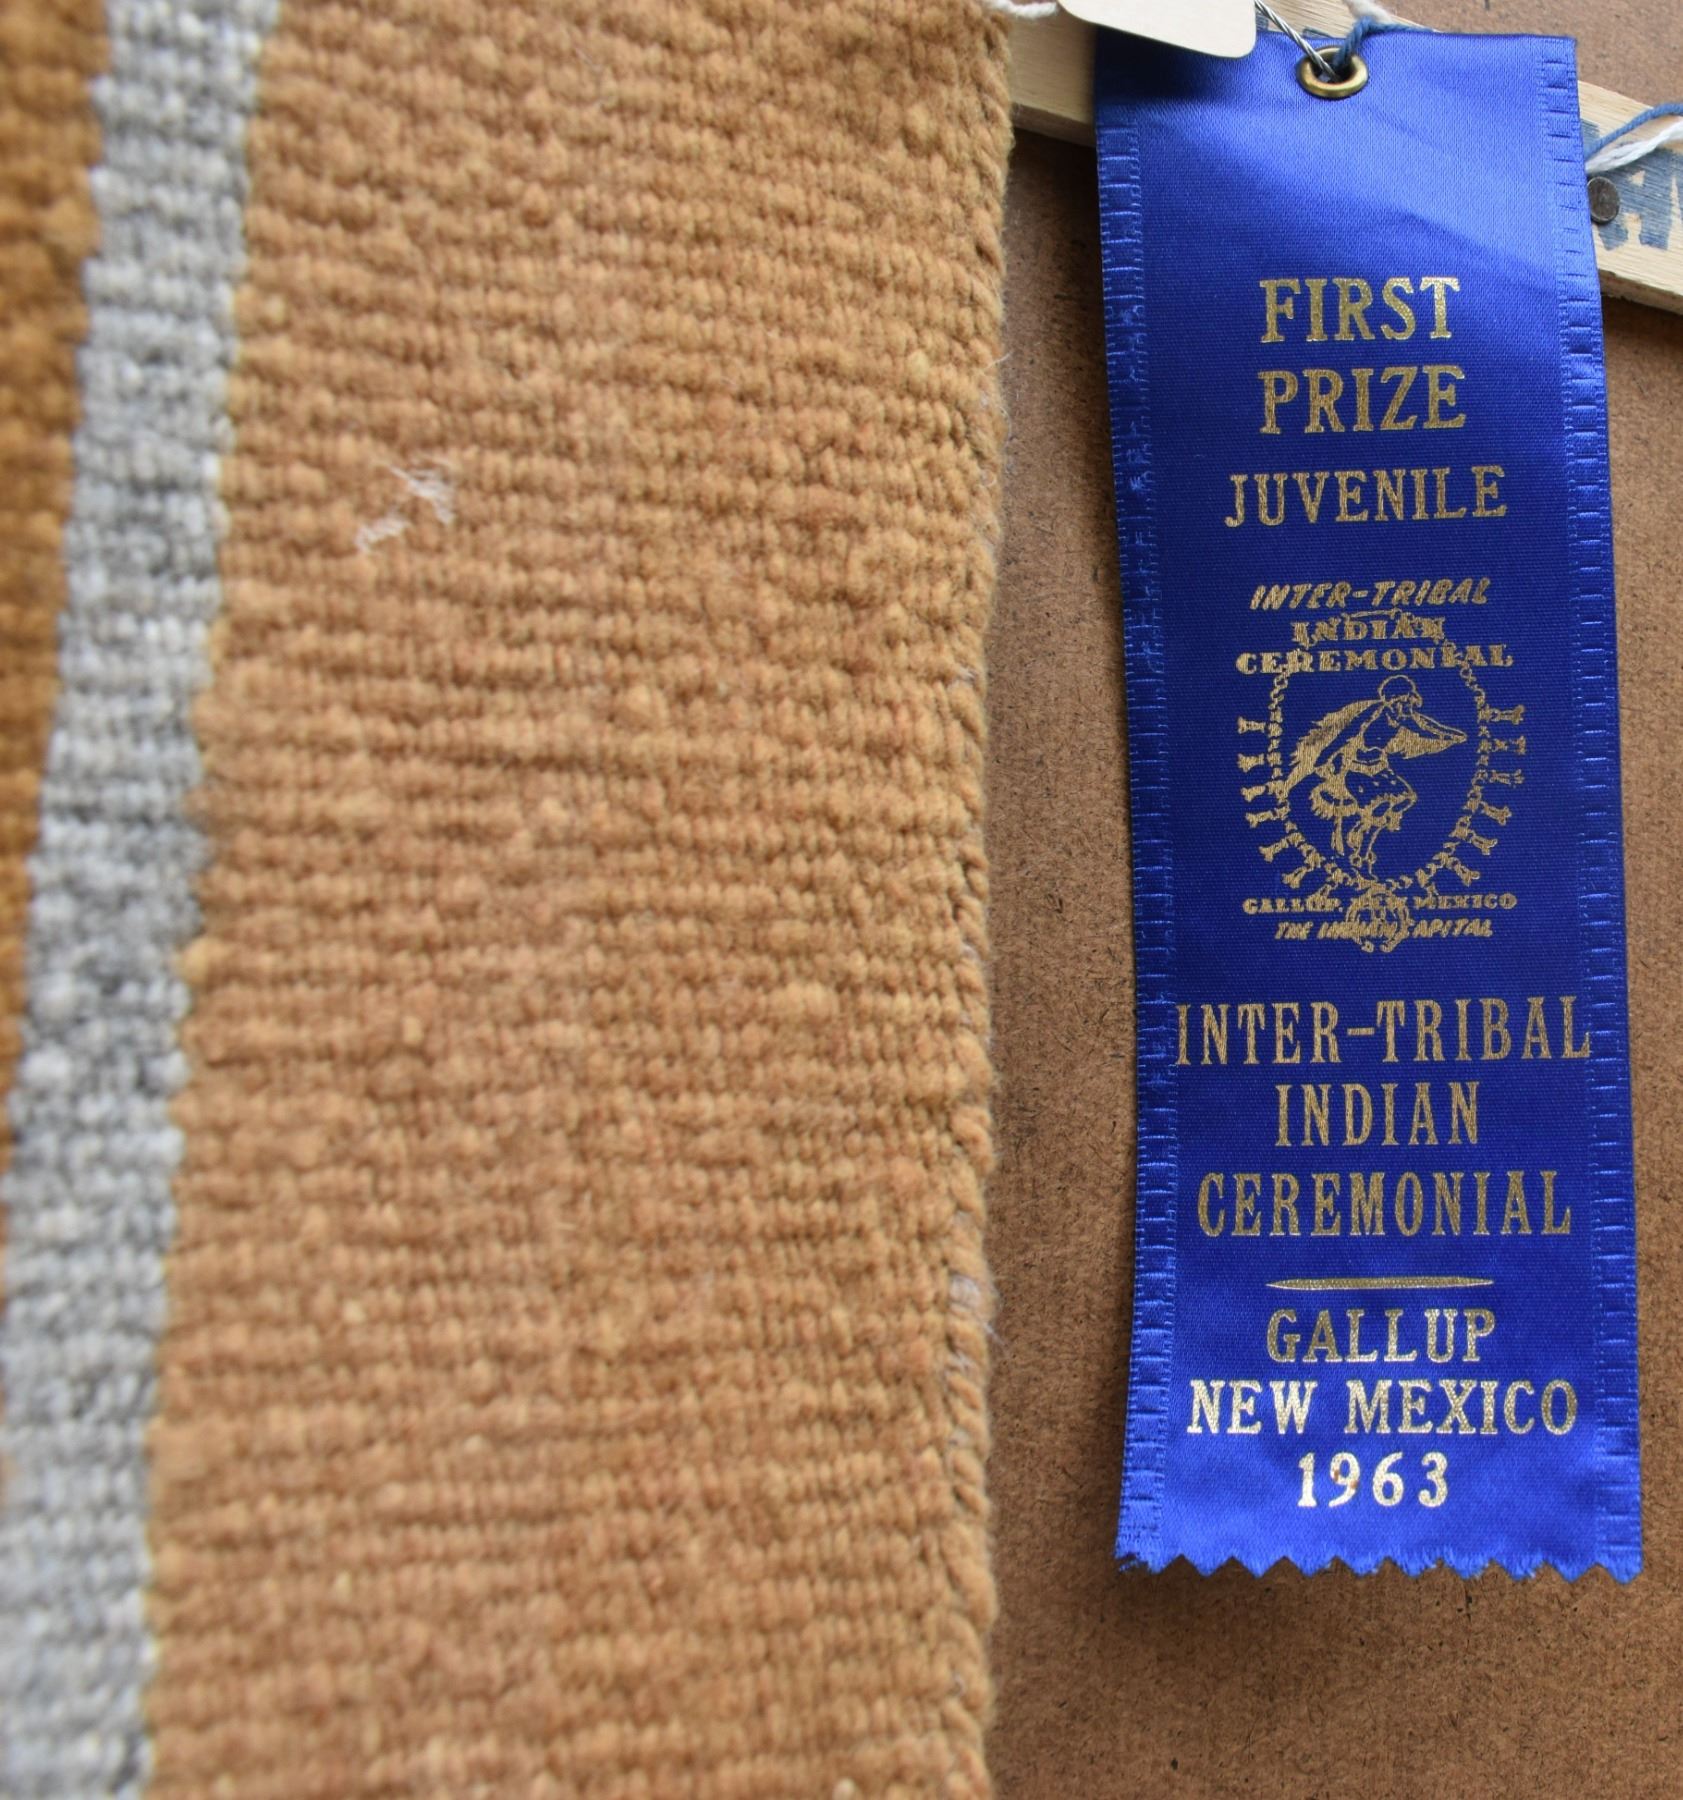 FIRST
PRIZE
JUVENILE
INTER-TRIBAL
INDIAN
CEREMONIAL
GALLUP, NEW MEXICO
THE INDIAN CAPITAL
INTER-TRIBAL
INDIAN
CEREMONIAL
GALLUP
NEW MEXICO
1963